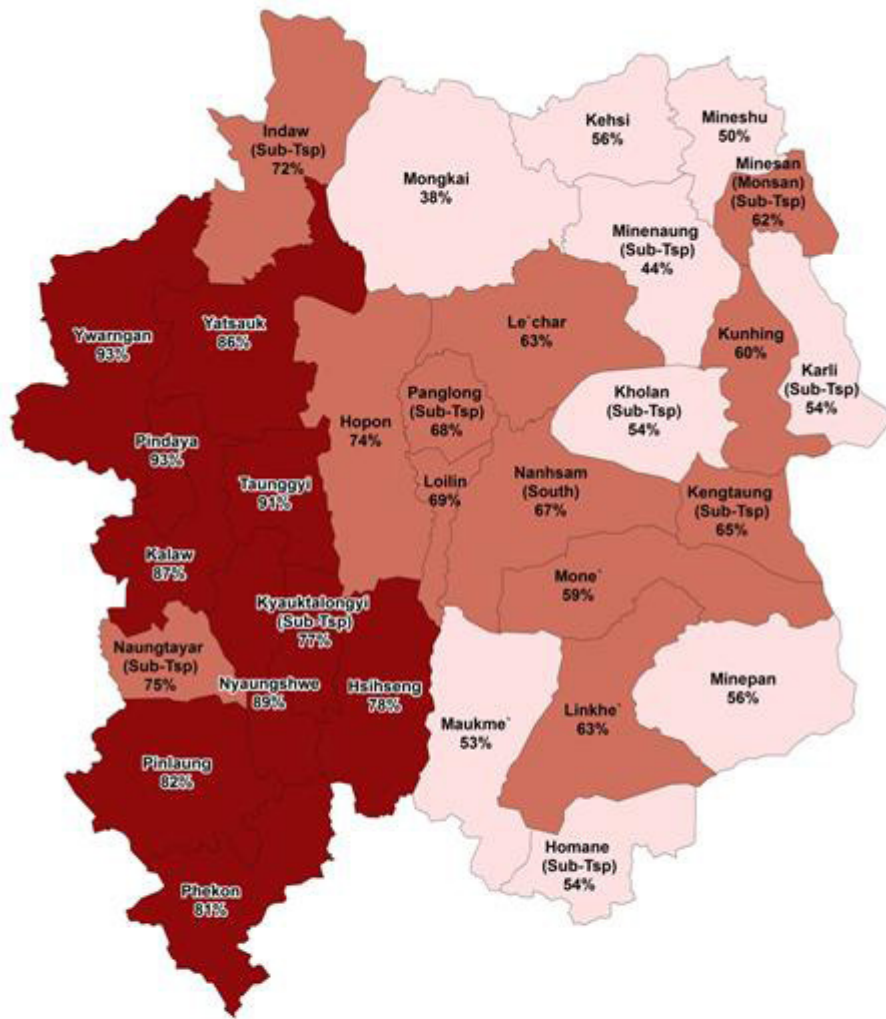 Indaw
(Sub-Tsp)
72%
Kehsi
56%
Mineshu
50%
Mongkai
38%
Minesan
(Monsan)
(Sub-Tsp)
62%
Minenaung
(Sub-Tsp)
44%
Ywarngan
93%
Yatsauk
86%
Le`char
63%
Kunhing
60%
Karli
(Sub-Tsp)
54%
Panglong
(Sub-Tsp)
68%
Kholan
(Sub-Tsp)
54%
Hopon
74%
Pindaya
93%
Taunggyi
91%
Loilin
69%
Nanhsam
(South)
67%
Kengtaung
(Sub-Tsp)
65%
Kalaw
87%
Mone`
59%
Kyauktalongyi
(Sub-Tsp)
77%
Naungtayar
(Sub-Tsp)
75%
Nyaungshwe
89%
Hsihseng
78%
Minepan
56%
Maukme`
53%
Linkhe`
63%
Pinlaung
82%
Homane
(Sub-Tsp)
54%
Phekon
81%